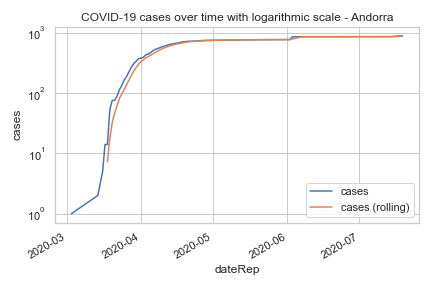 COVID-19 cases over time with logarithmic scale - Andorra
10³
10²
10¹
10⁰
cases
cases
cases (rolling)
2020-03
2020-04
2020-05
2020-06
2020-07
dateRep